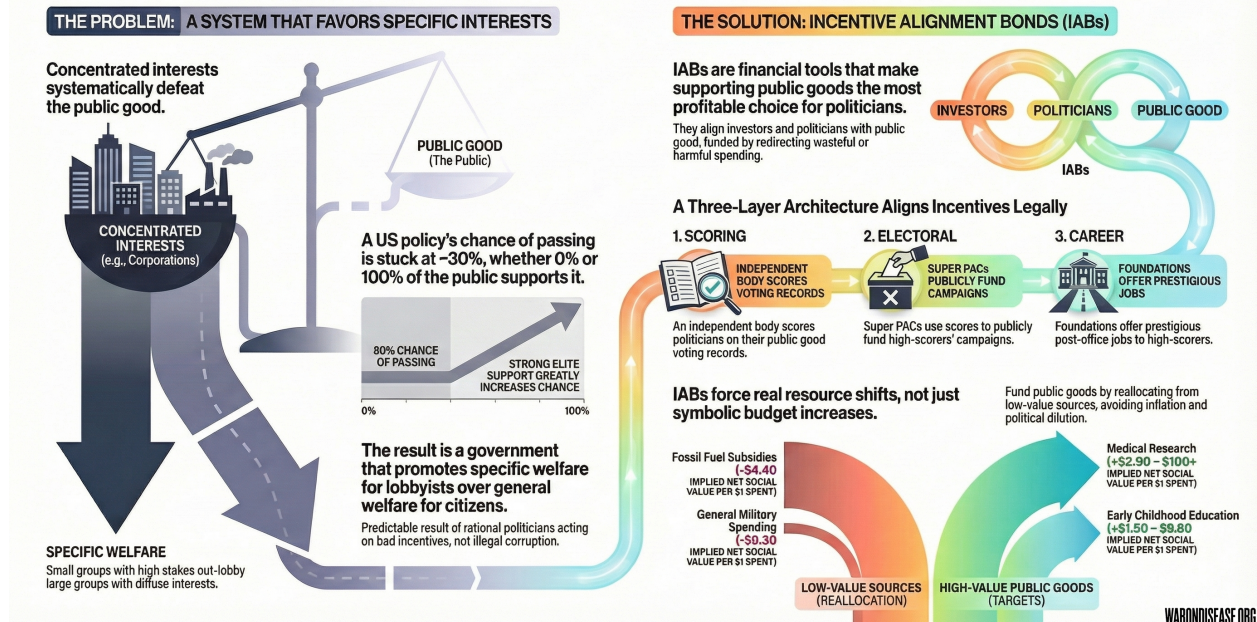 THE PROBLEM: A SYSTEM THAT FAVORS SPECIFIC INTERESTS
Concentrated interests
systematically defeat
the public good.
PUBLIC GOOD
(The Public)
CONCENTRATED
INTERESTS
(e.g., Corporations)
A US policy's chance of passing
is stuck at ~30%, whether 0% or
100% of the public supports it.
80% CHANCE
OF PASSING
STRONG ELITE
SUPPORT GREATLY
INCREASES CHANCE
0%
100%
The result is a government
that promotes specific welfare
for lobbyists over general
welfare for citizens.
Predictable result of rational politicians acting
on bad incentives, not illegal corruption.
SPECIFIC WELFARE
Small groups with high stakes out-lobby
large groups with diffuse interests.
THE SOLUTION: INCENTIVE ALIGNMENT BONDS (IABs)
IABs are financial tools that make
supporting public goods the most
profitable choice for politicians.
They align investors and politicians with public
good, funded by redirecting wasteful or
harmful spending.
INVESTORS
POLITICIANS
PUBLIC GOOD
IABs
A Three-Layer Architecture Aligns Incentives Legally
1. SCORING
INDEPENDENT
BODY SCORES
VOTING RECORDS
An independent body scores
politicians on their public good
voting records.
2. ELECTORAL
SUPER PACs
PUBLICLY FUND
CAMPAIGNS
Super PACs use scores to publicly
fund high-scorers' campaigns.
3. CAREER
FOUNDATIONS
OFFER PRESTIGIOUS
JOBS
Foundations offer prestigious
post-office jobs to high-scorers.
IABs force real resource shifts, not just
symbolic budget increases.
Fund public goods by reallocating from
low-value sources, avoiding inflation and
political dilution.
Fossil Fuel Subsidies
(-$4.40
IMPLIED NET SOCIAL
VALUE PER $1 SPENT)
General Military
Spending
(-$0.30
IMPLIED NET SOCIAL
VALUE PER $1 SPENT)
LOW-VALUE SOURCES
(REALLOCATION)
HIGH-VALUE PUBLIC GOODS
(TARGETS)
Medical Research
(+$2.90 – $100+
IMPLIED NET SOCIAL
VALUE PER $1 SPENT)
Early Childhood Education
(+$1.50 – $9.80
IMPLIED NET SOCIAL
VALUE PER $1 SPENT)
WARONDISEASE.ORG